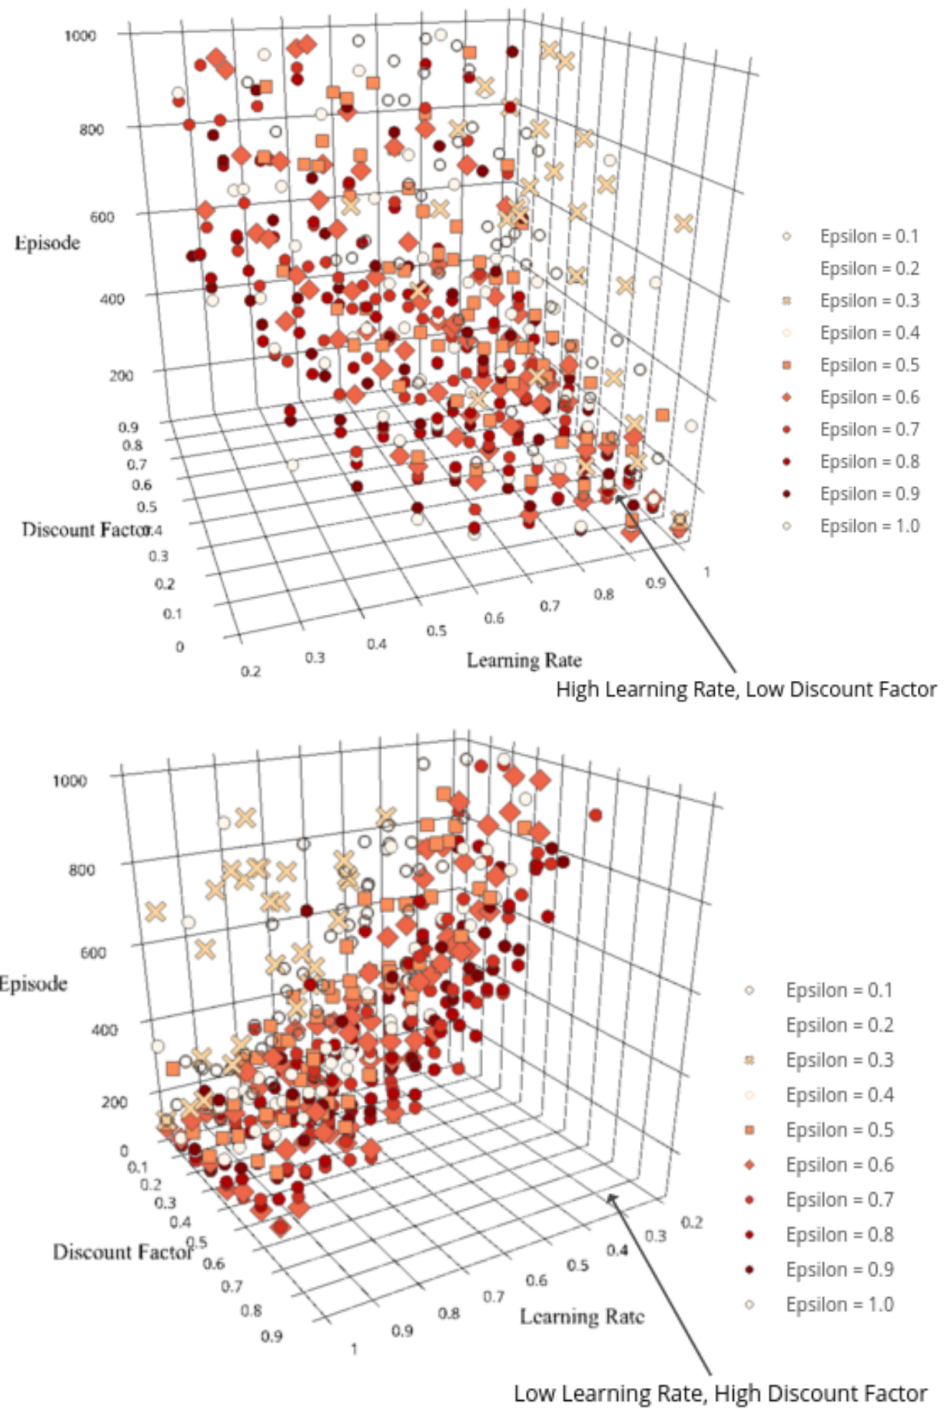 1000
800
600
Episode
400
200
0.9
0.8
0.7
0.6
0.5
Discount Factor
0.4
0.3
0.2
0.1
0
0.2
0.3
0.4
0.5
0.6
0.7
0.8
0.9
1
Learning Rate
Epsilon = 0.1
Epsilon = 0.2
Epsilon = 0.3
Epsilon = 0.4
Epsilon = 0.5
Epsilon = 0.6
Epsilon = 0.7
Epsilon = 0.8
Epsilon = 0.9
Epsilon = 1.0
High Learning Rate, Low Discount Factor
1000
800
600
Episode
400
200
0
0.1
0.2
0.3
0.4
0.5
Discount Factor
0.6
0.7
0.8
0.9
1
0.9
0.8
0.7
0.6
0.5
0.4
0.3
0.2
Learning Rate
Epsilon = 0.1
Epsilon = 0.2
Epsilon = 0.3
Epsilon = 0.4
Epsilon = 0.5
Epsilon = 0.6
Epsilon = 0.7
Epsilon = 0.8
Epsilon = 0.9
Epsilon = 1.0
Low Learning Rate, High Discount Factor